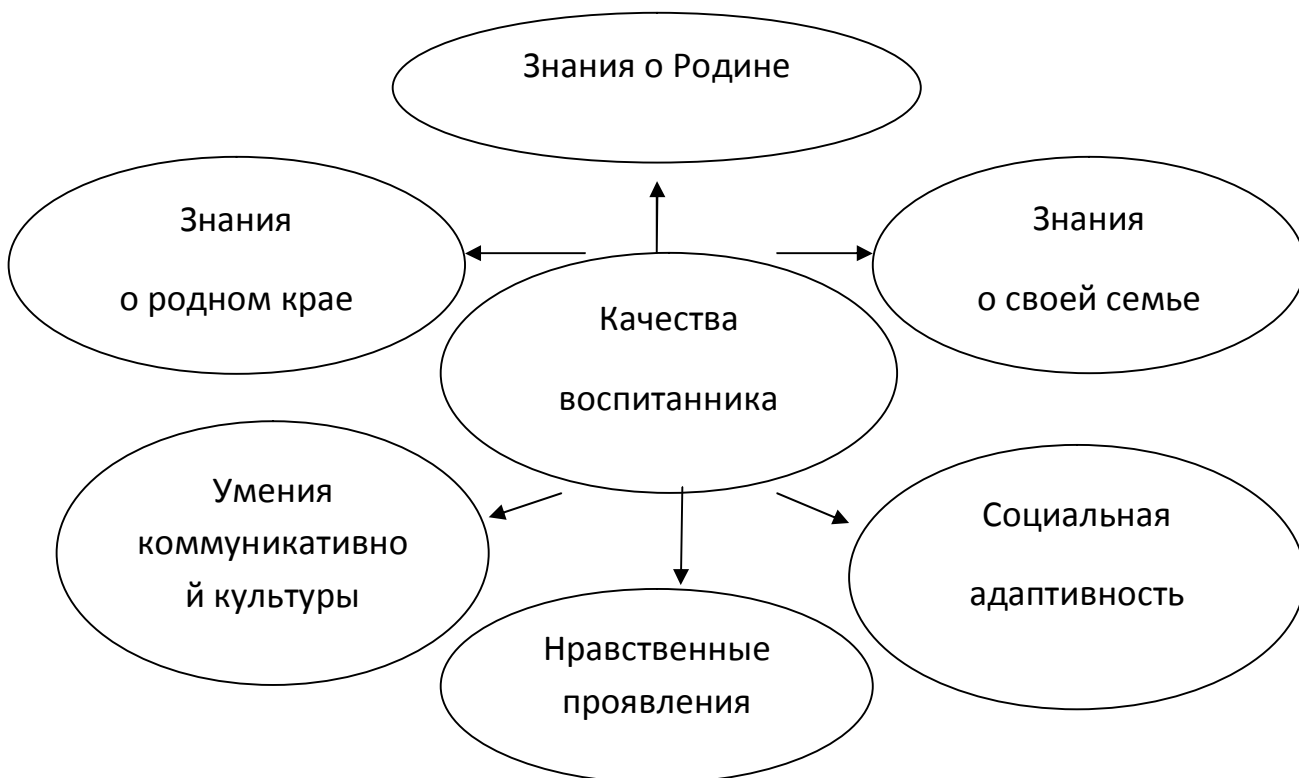 Знания о Родине
Знания
о родном крае
Знания
о своей семье
Качества
воспитанника
Умения
коммуникативно
й культуры
Социальная
адаптивность
Нравственные
проявления